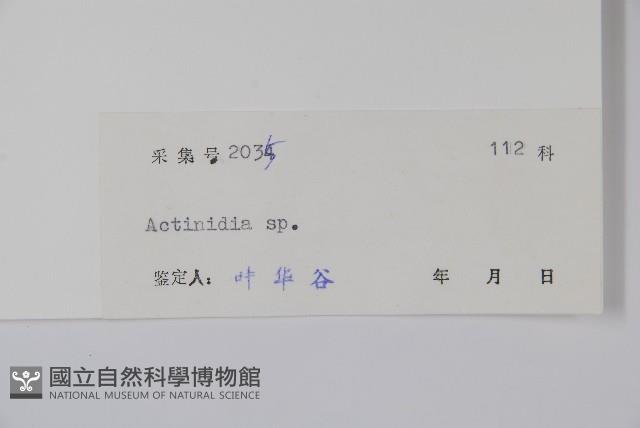 采集号 2035 112 科
Actinidia sp.
鉴定人: 叶华谷 年 月 日
國立自然科學博物館
NATIONAL MUSEUM OF NATURAL SCIENCE